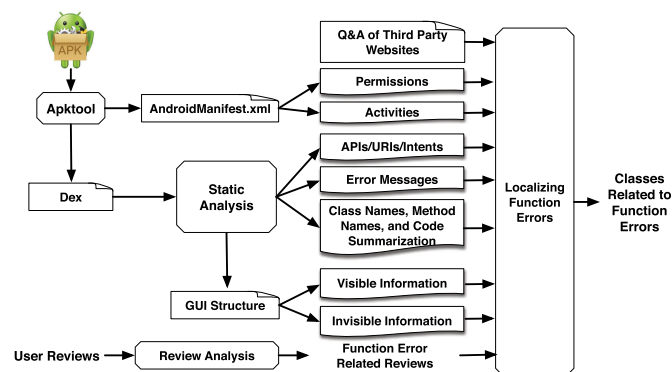 Q&A of Third Party
Websites
APK
Permissions
Apktool
AndroidManifest.xml
Activities
APIs/URIs/Intents
Static
Analysis
Error Messages
Dex
Class Names, Method
Names, and Code
Summarization
Localizing
Function
Errors
Classes
Related to
Function
Errors
Visible Information
GUI Structure
Invisible Information
User Reviews
Review Analysis
Function Error
Related Reviews